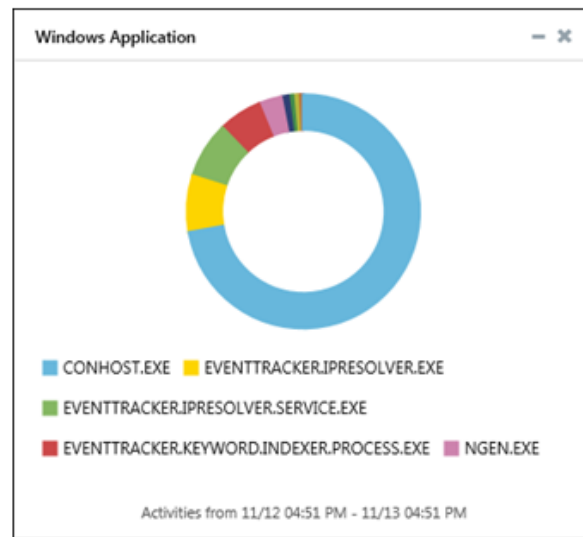 Windows Application
CONHOST.EXE EVENTTRACKER.IPRESOLVER.EXE
EVENTTRACKER.IPRESOLVER.SERVICE.EXE
EVENTTRACKER.KEYWORD.INDEXER.PROCESS.EXE NGEN.EXE
Activities from 11/12 04:51 PM - 11/13 04:51 PM